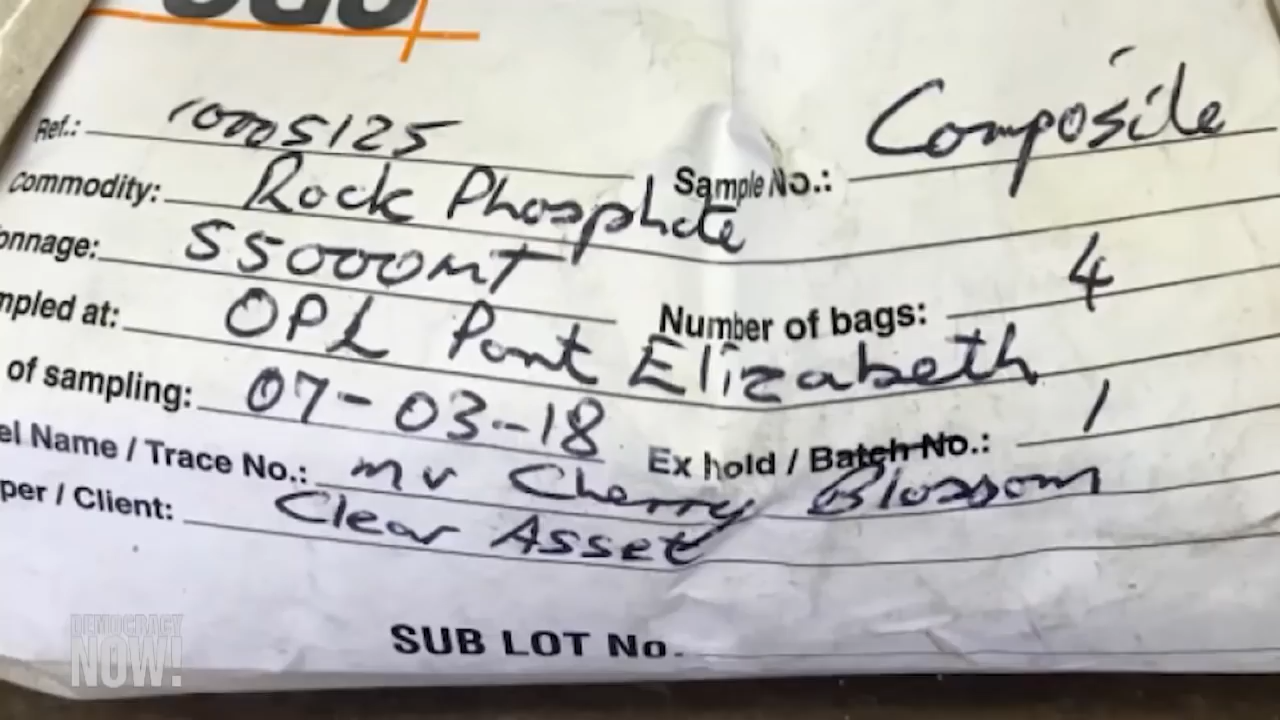 Ref.: 10005125
Sample No.: Composite
Commodity: Rock Phosphate
onnage: 55000MT
Number of bags: 4
mpled at: OPL Port Elizabeth
of sampling: 07-03-18
Ex hold / Batch No.: 1
el Name / Trace No.: mv Cherry Blossom
per / Client: Clear Asset
SUB LOT No.
DEMOCRACY
NOW!